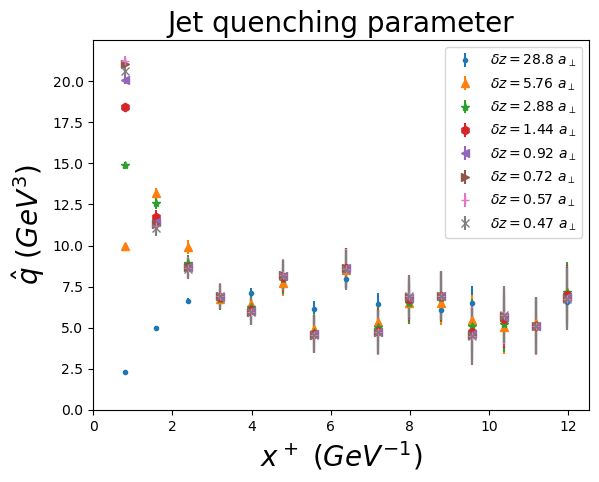 Jet quenching parameter
q̂ (GeV³)
20.0
17.5
15.0
12.5
10.0
7.5
5.0
2.5
0.0
δz = 28.8 a⊥
δz = 5.76 a⊥
δz = 2.88 a⊥
δz = 1.44 a⊥
δz = 0.92 a⊥
δz = 0.72 a⊥
δz = 0.57 a⊥
δz = 0.47 a⊥
0 2 4 6 8 10 12
x⁺ (GeV⁻¹)